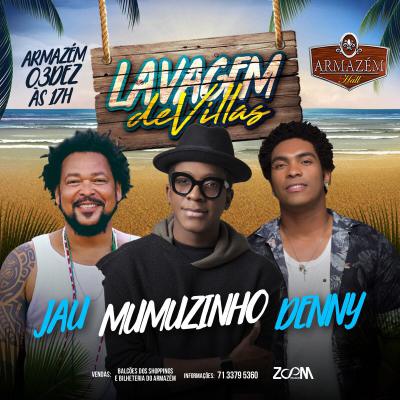 ARMAZÉM
03DEZ
ÀS 17H
LAVAGEM
de Villas
ARMAZÉM
Hall
JAU MUMUZINHO DENNY
VENDAS: BALCÕES DOS SHOPPINGS
E BILHETERIA DO ARMAZÉM
INFORMAÇÕES: 71 3379 5360
ZOOM